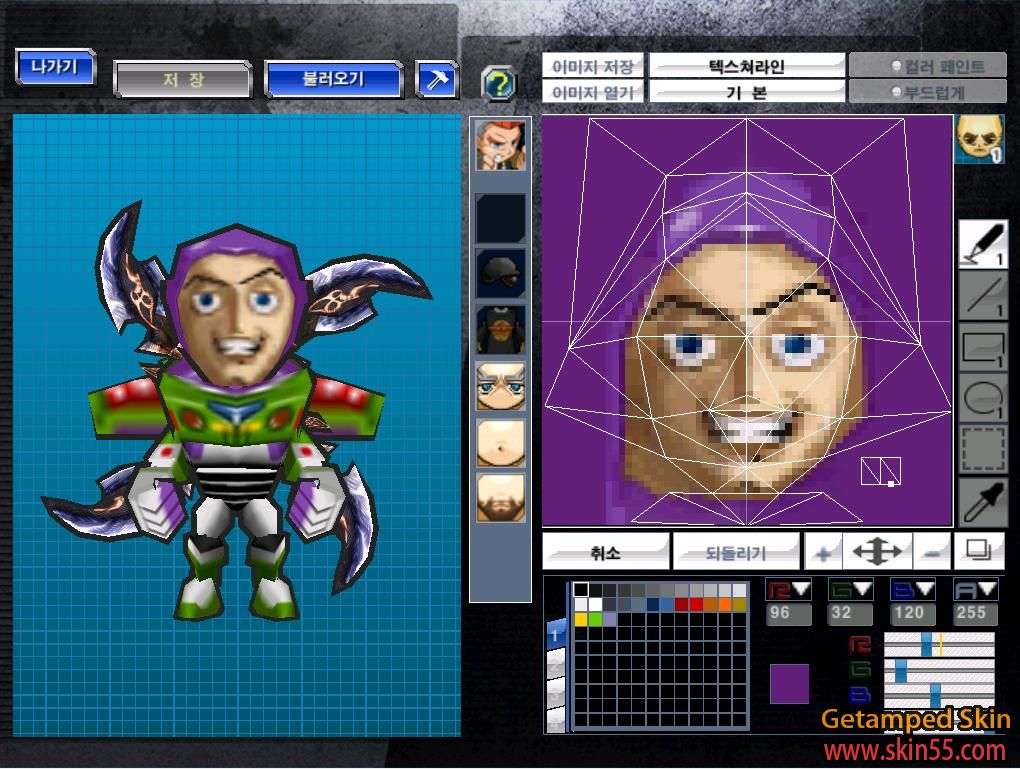 나가기
저 장
불러오기
?
이미지 저장
텍스쳐라인
컬러 페인트
이미지 열기
기 본
부드럽게
1
1
1
1
1
취소
되돌리기
+
-
R G B A
96 32 120 255
1
R
G
B
Getamped Skin
www.skin55.com